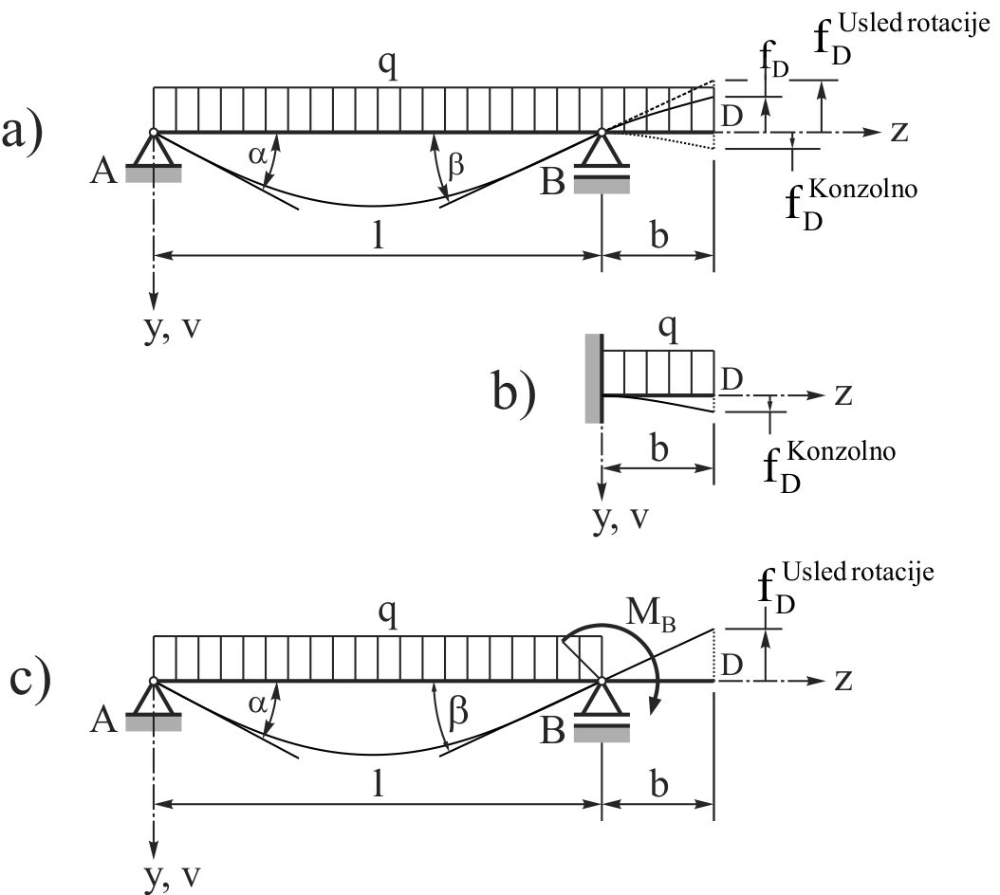 f_D^Usled rotacije
f_D
q
a)
D
z
A
α
β
B
f_D^Konzolno
l
b
y, v
q
b)
D
z
b
f_D^Konzolno
y, v
f_D^Usled rotacije
q
M_B
c)
D
z
A
α
β
B
l
b
y, v